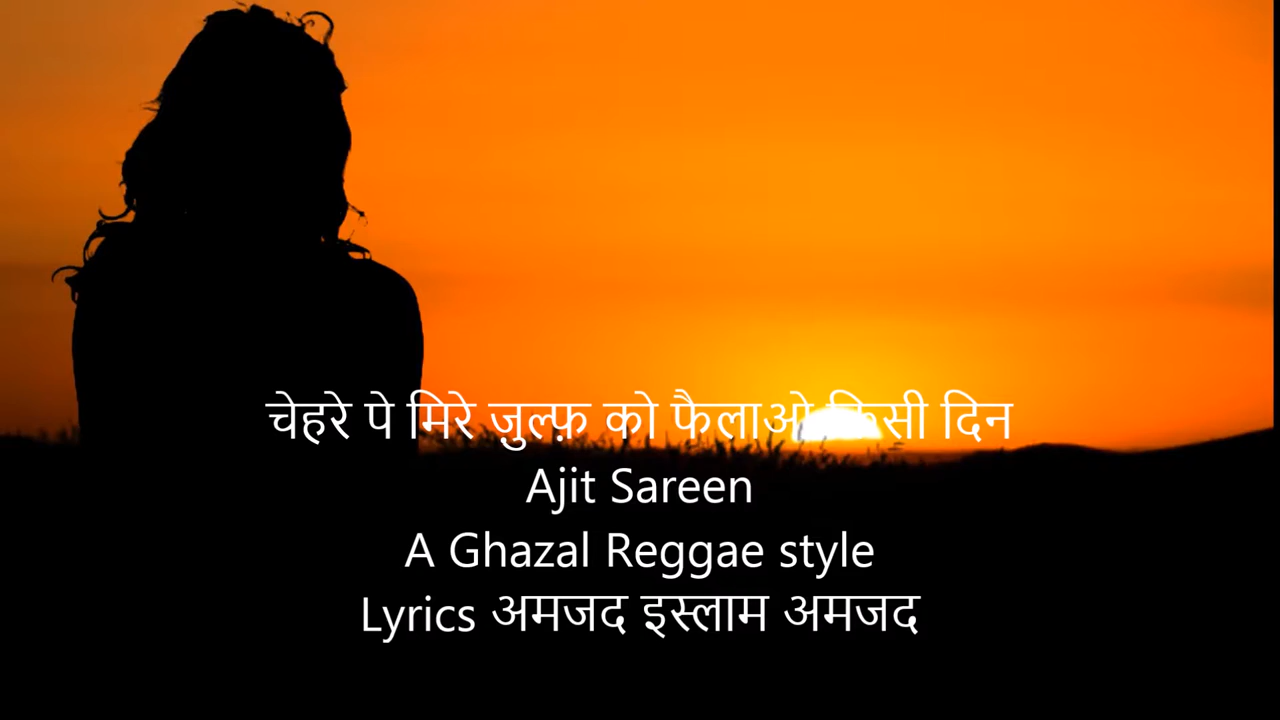 चेहरे पे मिरे ज़ुल्फ़ को फैलाओ किसी दिन
Ajit Sareen
A Ghazal Reggae style
Lyrics अमजद इस्लाम अमजद